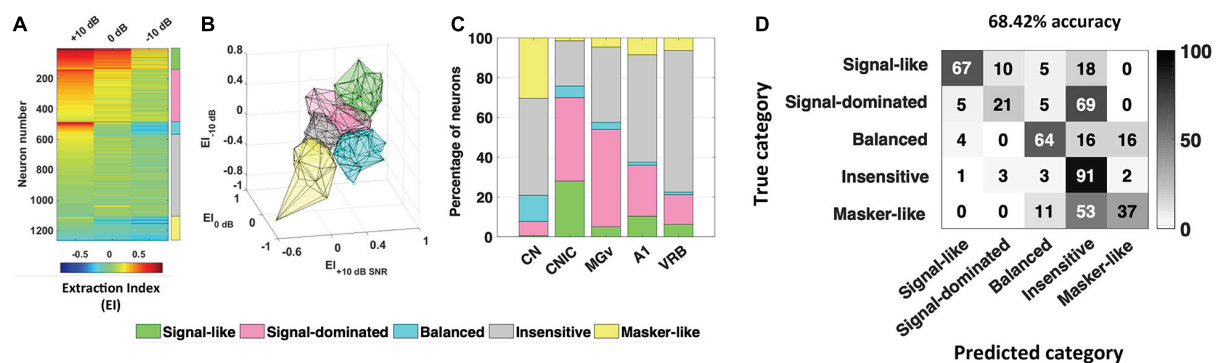 A
+10 dB
0 dB
-10 dB
Neuron number
200
400
600
800
1000
1200
-0.5 0 0.5
Extraction Index
(EI)
B
0.8
0.4
0
-0.4
-0.8
-1
EI-10 dB
1
0
-1
EI0 dB
-1
-0.6
0
0.4
1
EI+10 dB SNR
C
100
80
60
40
20
0
Percentage of neurons
CN
CNIC
MGv
A1
VRB
Signal-like
Signal-dominated
Balanced
Insensitive
Masker-like
D
68.42% accuracy
True category
Signal-like 67 10 5 18 0
Signal-dominated 5 21 5 69 0
Balanced 4 0 64 16 16
Insensitive 1 3 3 91 2
Masker-like 0 0 11 53 37
100
50
0
Signal-like
Signal-dominated
Balanced
Insensitive
Masker-like
Predicted category